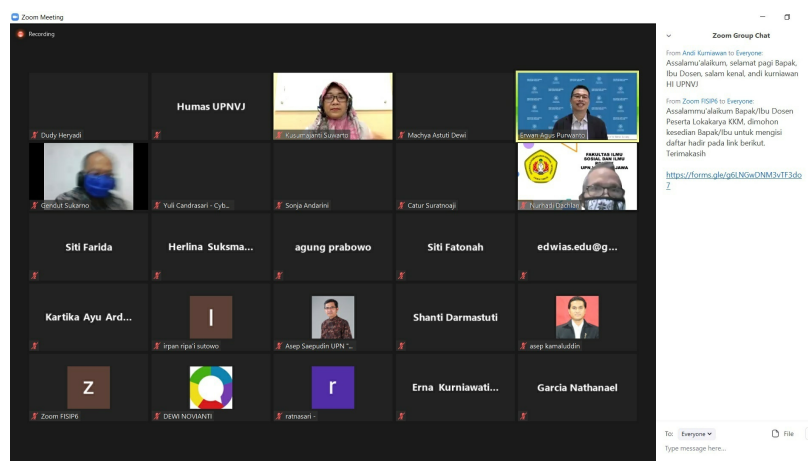 Zoom Meeting
Recording
Zoom Group Chat
From Andi Kurniawan to Everyone:
Assalamu'alaikum, selamat pagi Bapak,
Ibu Dosen, salam kenal, andi kurniawan
HI UPNVJ
From Zoom FISIP6 to Everyone:
Assalammu'alaikum Bapak/Ibu Dosen
Peserta Lokakarya KKM, dimohon
kesedian Bapak/Ibu untuk mengisi
daftar hadir pada link berikut.
Terimakasih
https://forms.gle/g6LNGwDNM3vTF3do
7
Dudy Heryadi
Humas UPNVJ
Kusumajanti Suwarto
Machya Astuti Dewi
Erwan Agus Purwanto
Gendut Sukarno
Yuli Candrasari - Cyb...
Sonja Andarini
Catur Suratnoaji
FAKULTAS ILMU
SOSIAL DAN ILMU
Nurhadi Dachlan
Siti Farida
Herlina Suksma...
agung prabowo
Siti Fatonah
edwias.edu@g...
Kartika Ayu Ard...
l
irpan ripa'i sutowo
Asep Saepudin UPN "...
Shanti Darmastuti
asep kamaluddin
z
Zoom FISIP6
DEWI NOVIANTI
r
ratnasari -
Erna Kurniawati...
Garcia Nathanael
To: Everyone
File
Type message here...